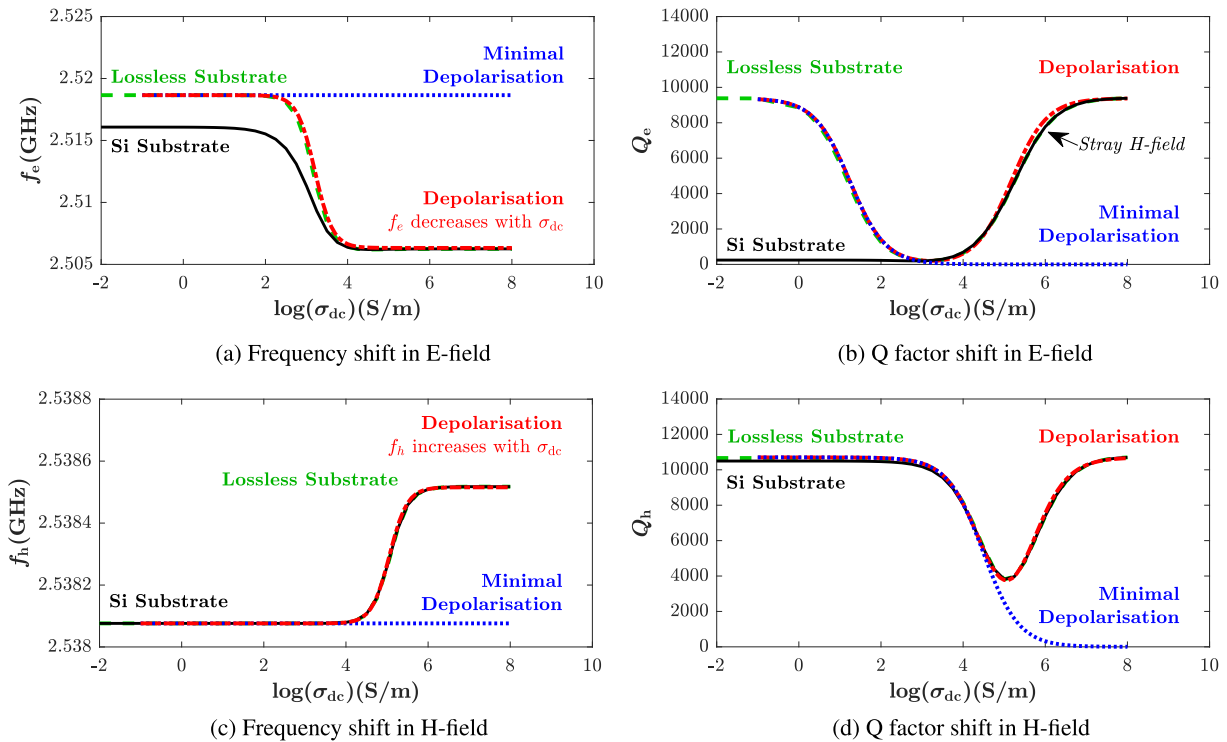 2.525
2.52
2.515
2.51
2.505
f_e(GHz)
Minimal
Depolarisation
Lossless Substrate
Si Substrate
Depolarisation
f_e decreases with σ_dc
-2 0 2 4 6 8 10
log(σ_dc)(S/m)
(a) Frequency shift in E-field
14000
12000
10000
8000
6000
4000
2000
0
Q_e
Lossless Substrate
Depolarisation
Stray H-field
Minimal
Depolarisation
Si Substrate
-2 0 2 4 6 8 10
log(σ_dc)(S/m)
(b) Q factor shift in E-field
2.5388
2.5386
2.5384
2.5382
2.538
f_h(GHz)
Depolarisation
f_h increases with σ_dc
Lossless Substrate
Si Substrate
Minimal
Depolarisation
-2 0 2 4 6 8 10
log(σ_dc)(S/m)
(c) Frequency shift in H-field
14000
12000
10000
8000
6000
4000
2000
0
Q_h
Lossless Substrate
Depolarisation
Si Substrate
Minimal
Depolarisation
-2 0 2 4 6 8 10
log(σ_dc)(S/m)
(d) Q factor shift in H-field